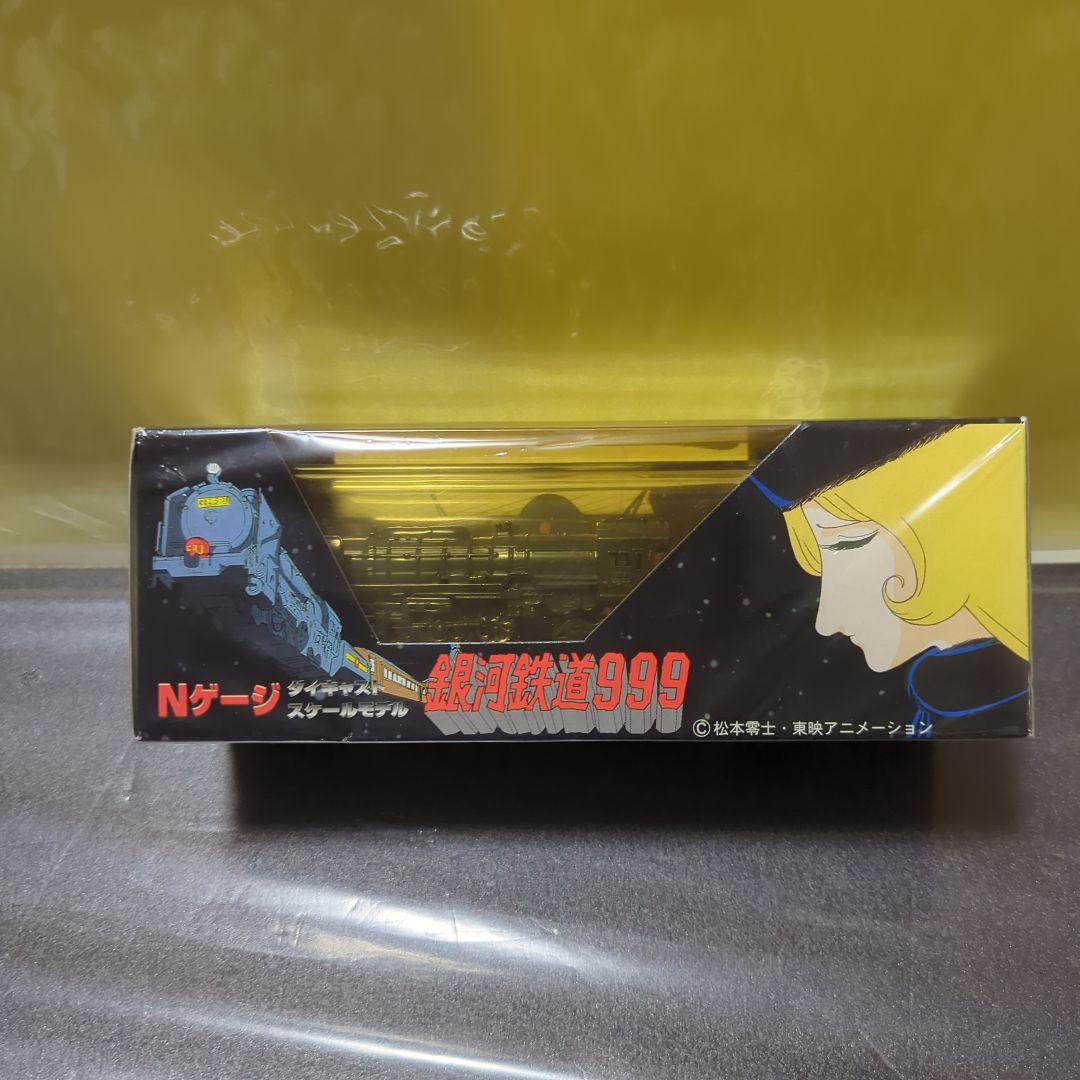 Nゲージ
ダイキャスト
スケールモデル
銀河鉄道999
©松本零士・東映アニメーション